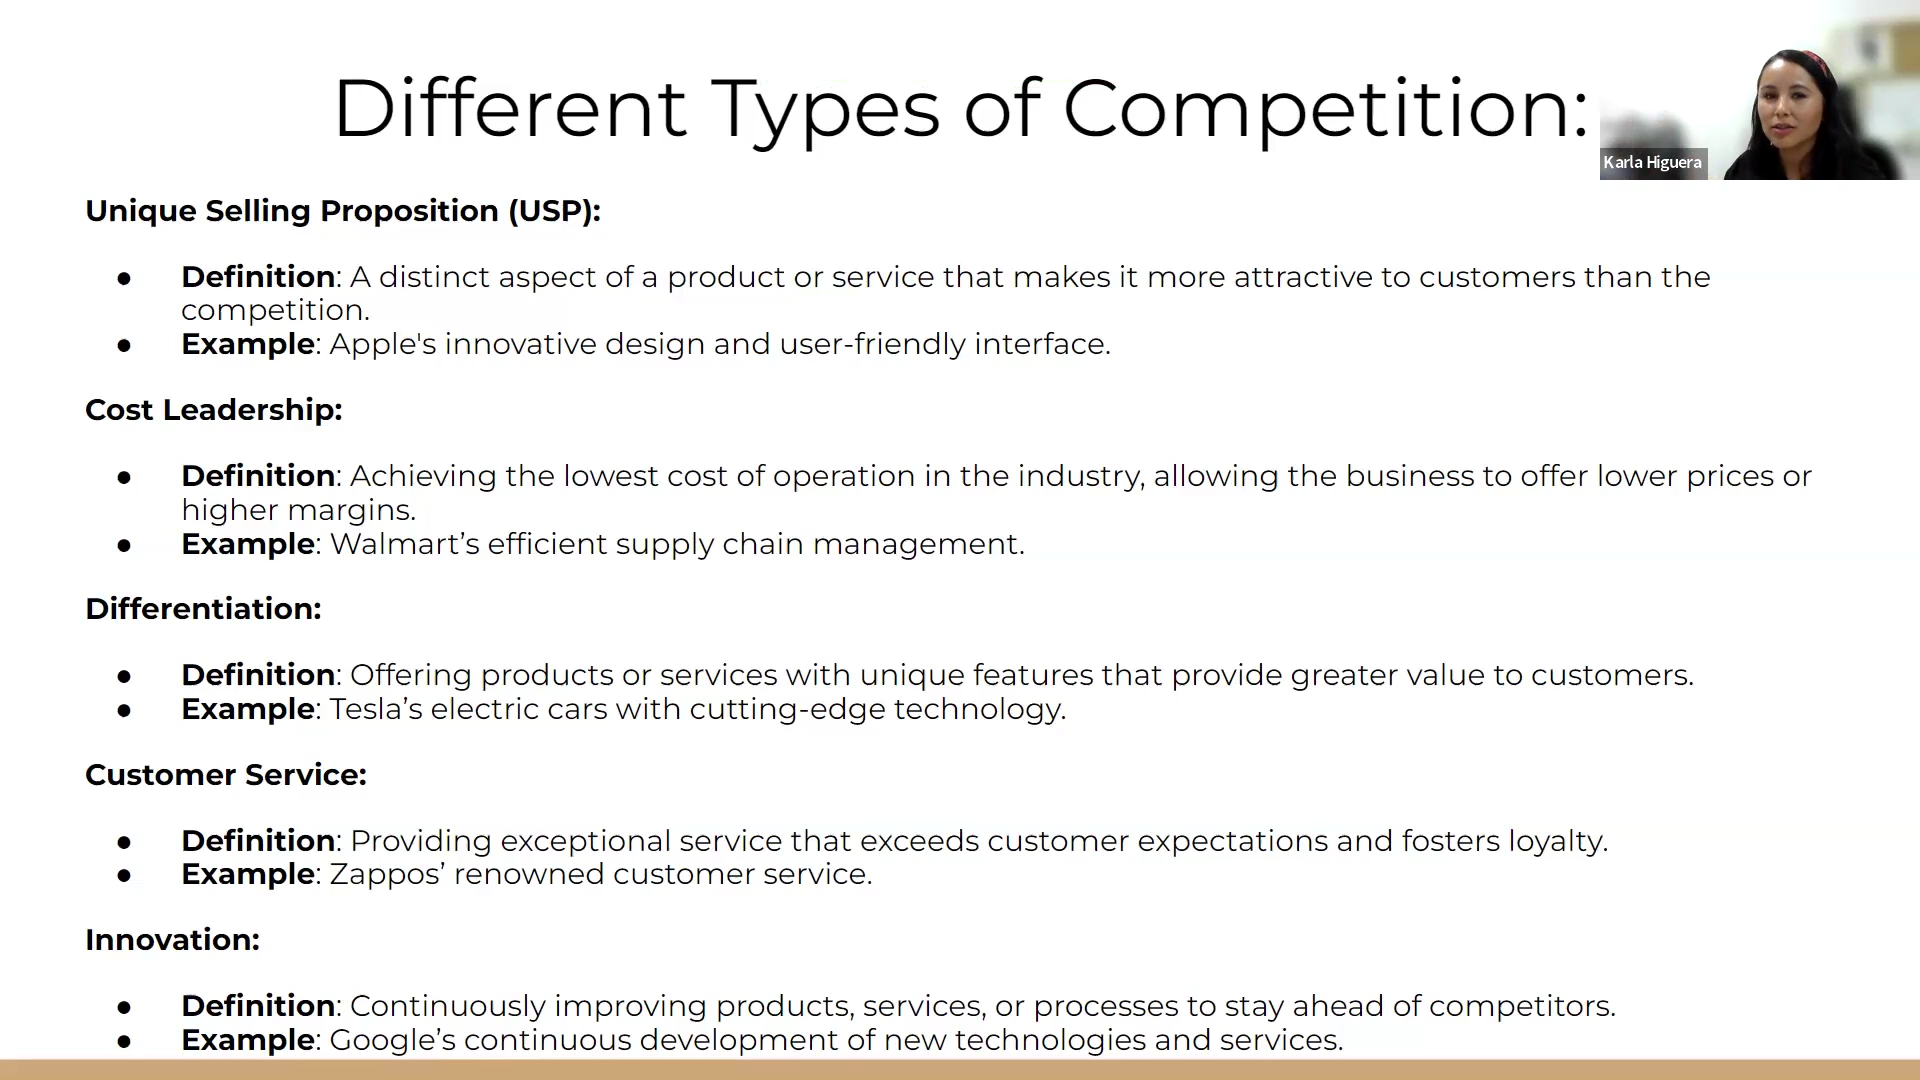 Different Types of Competition:
Karla Higuera
Unique Selling Proposition (USP):
● Definition: A distinct aspect of a product or service that makes it more attractive to customers than the
competition.
● Example: Apple's innovative design and user-friendly interface.
Cost Leadership:
● Definition: Achieving the lowest cost of operation in the industry, allowing the business to offer lower prices or
higher margins.
● Example: Walmart’s efficient supply chain management.
Differentiation:
● Definition: Offering products or services with unique features that provide greater value to customers.
● Example: Tesla’s electric cars with cutting-edge technology.
Customer Service:
● Definition: Providing exceptional service that exceeds customer expectations and fosters loyalty.
● Example: Zappos’ renowned customer service.
Innovation:
● Definition: Continuously improving products, services, or processes to stay ahead of competitors.
● Example: Google’s continuous development of new technologies and services.